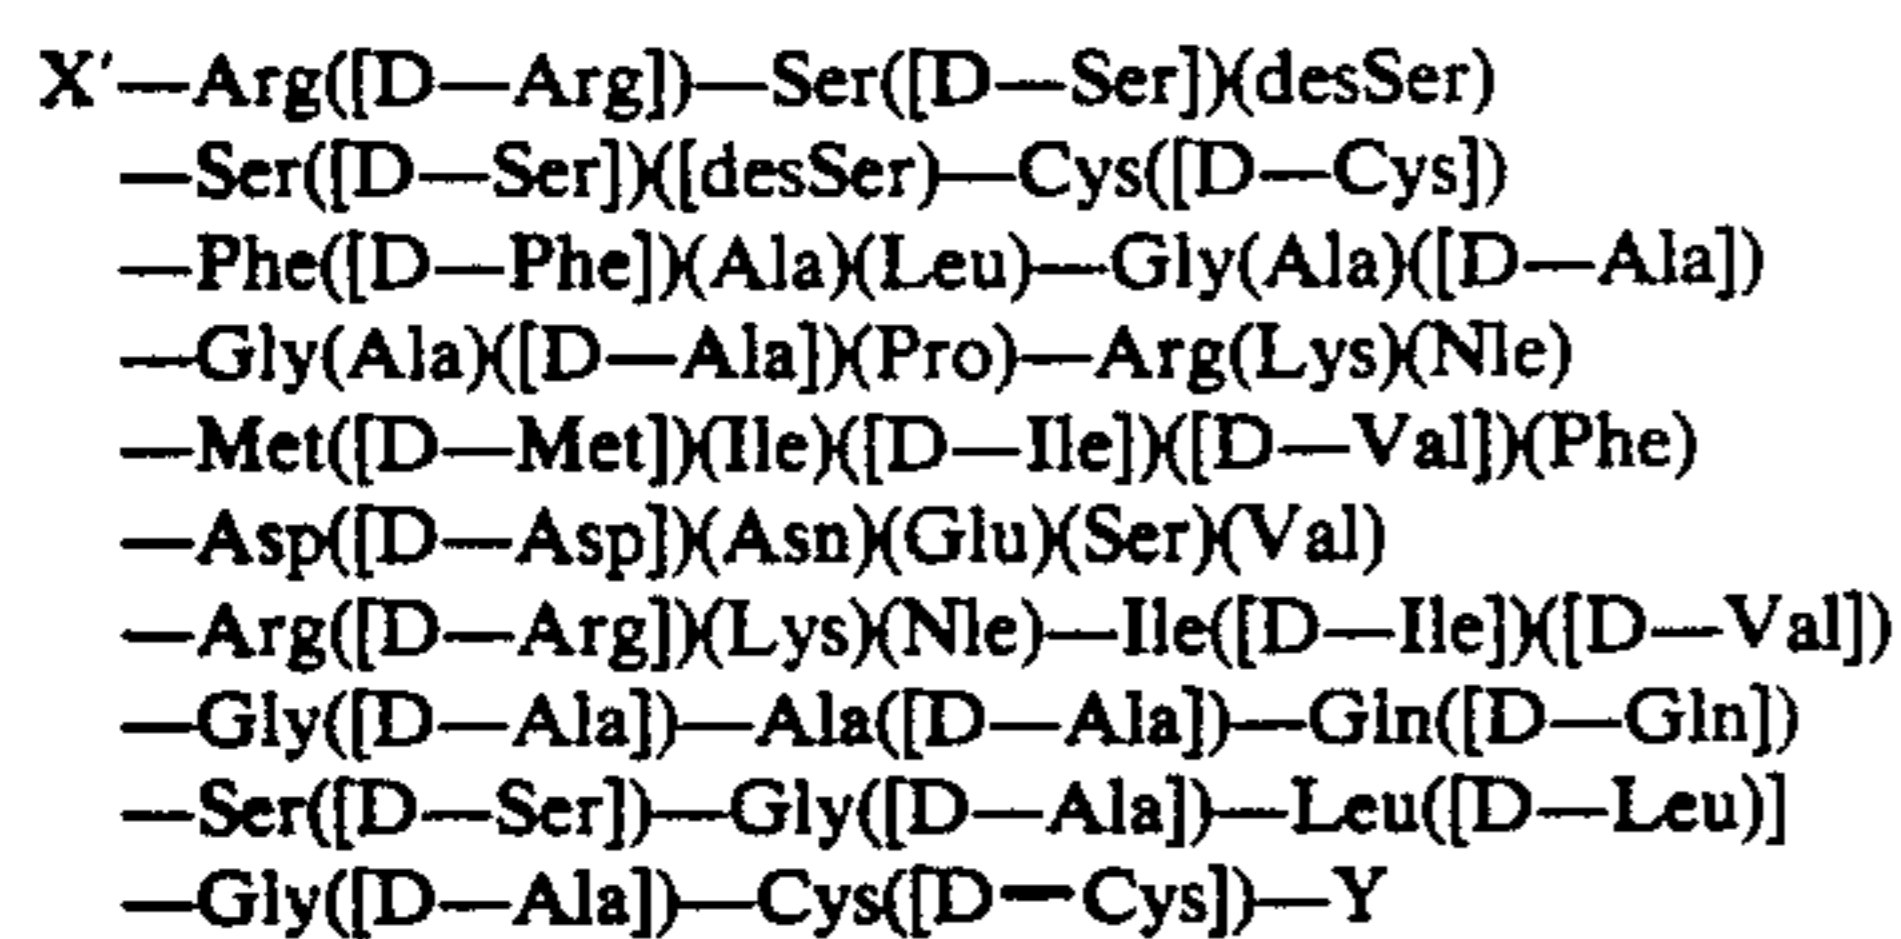 X′—Arg([D—Arg])—Ser([D—Ser])(desSer)
—Ser([D—Ser])([desSer)—Cys([D—Cys])
—Phe([D—Phe])(Ala)(Leu)—Gly(Ala)([D—Ala])
—Gly(Ala)([D—Ala])(Pro)—Arg(Lys)(Nle)
—Met([D—Met])(Ile)([D—Ile])([D—Val])(Phe)
—Asp([D—Asp])(Asn)(Glu)(Ser)(Val)
—Arg([D—Arg])(Lys)(Nle)—Ile([D—Ile])([D—Val])
—Gly([D—Ala])—Ala([D—Ala])—Gln([D—Gln])
—Ser([D—Ser])—Gly([D—Ala])—Leu([D—Leu)]
—Gly([D—Ala])—Cys([D—Cys])—Y